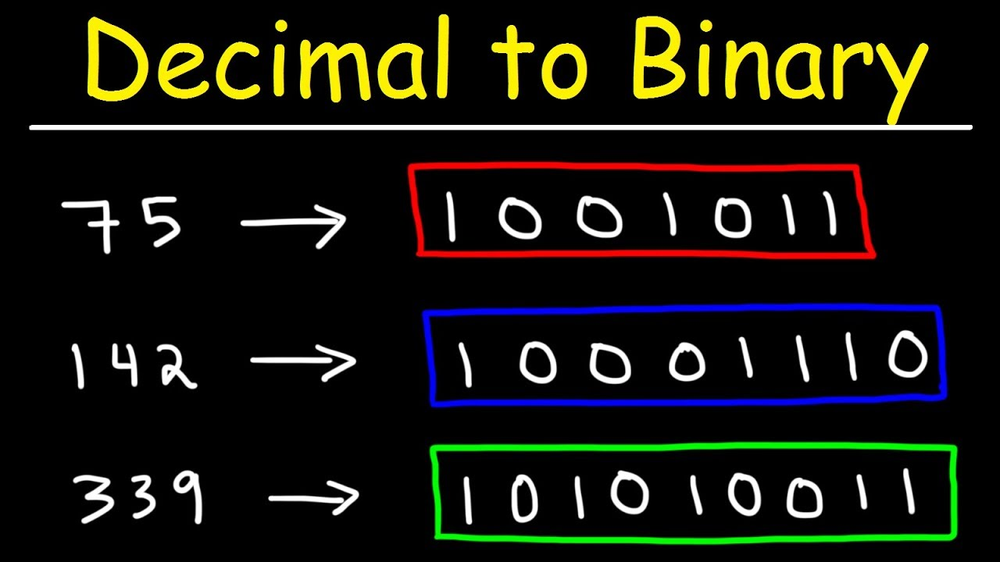 Decimal to Binary
75 → 1001011
142 → 10001110
339 → 101010011